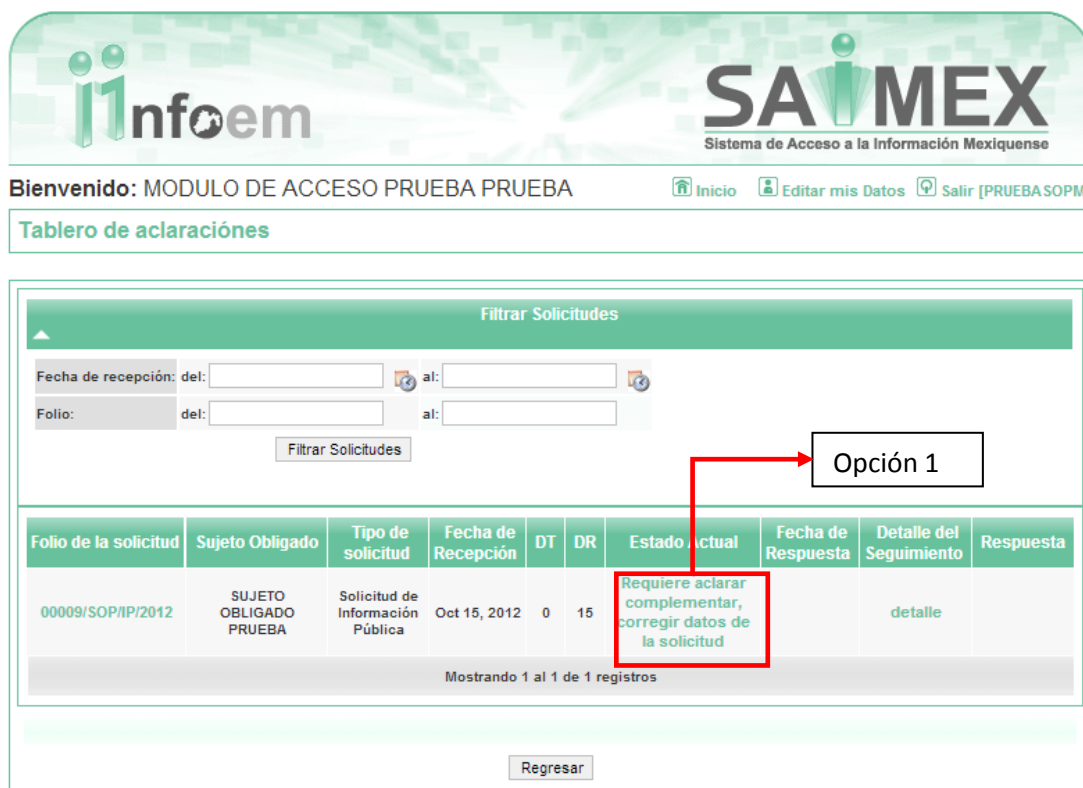 infoem
SAIMEX
Sistema de Acceso a la Información Mexiquense
Bienvenido: MODULO DE ACCESO PRUEBA PRUEBA
Inicio Editar mis Datos Salir [PRUEBASOPM
Tablero de aclaraciónes
Filtrar Solicitudes
Fecha de recepción: del: al:
Folio: del: al:
Filtrar Solicitudes
Opción 1
Folio de la solicitud Sujeto Obligado Tipo de solicitud Fecha de Recepción DT DR Estado Actual Fecha de Respuesta Detalle del Seguimiento Respuesta
00009/SOP/IP/2012 SUJETO OBLIGADO PRUEBA Solicitud de Información Pública Oct 15, 2012 0 15 Requiere aclarar complementar, corregir datos de la solicitud detalle
Mostrando 1 al 1 de 1 registros
Regresar